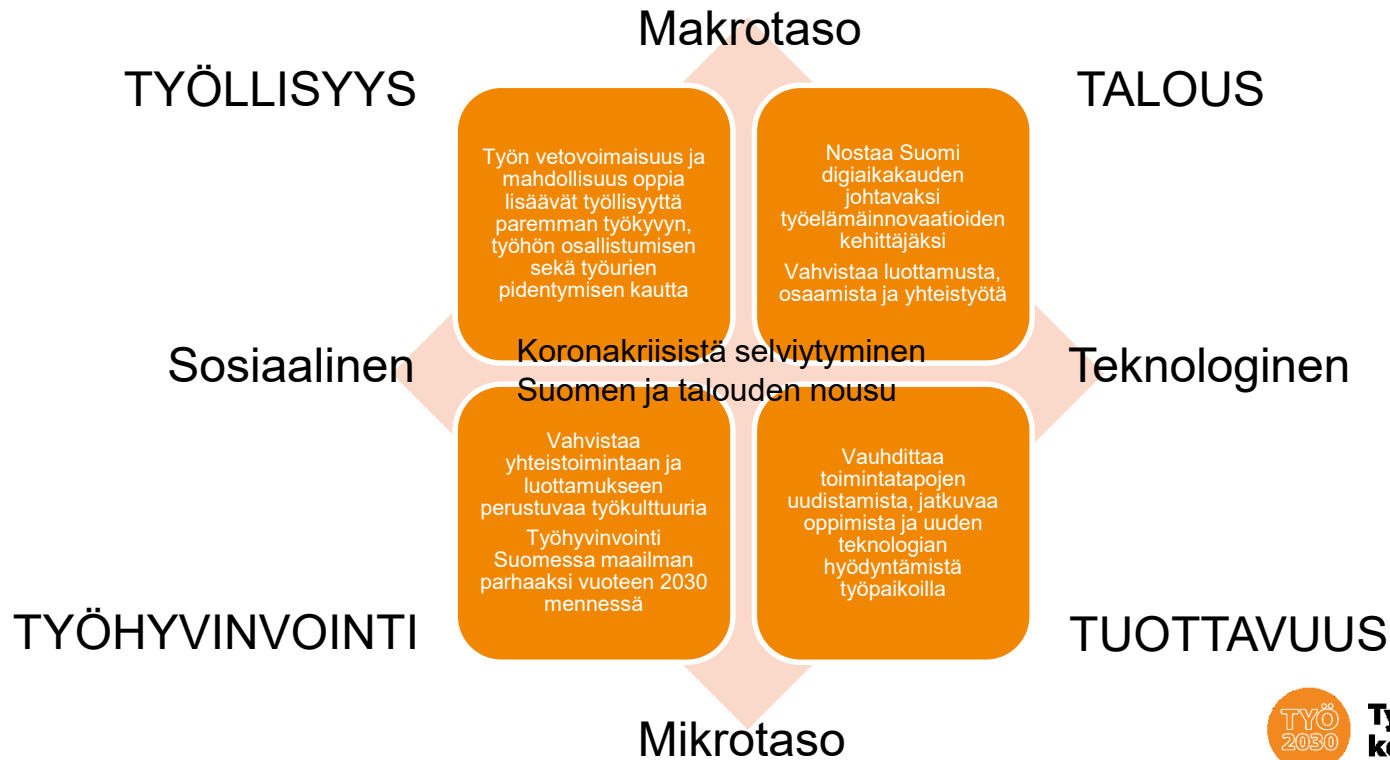 Makrotaso
TYÖLLISYYS
TALOUS
Työn vetovoimaisuus ja
mahdollisuus oppia
lisäävät työllisyyttä
paremman työkyvyn,
työhön osallistumisen
sekä työurien
pidentymisen kautta
Nostaa Suomi
digiaikakauden
johtavaksi
työelämäinnovaatioiden
kehittäjäksi
Vahvistaa luottamusta,
osaamista ja yhteistyötä
Sosiaalinen
Koronakriisistä selviytyminen
Suomen ja talouden nousu
Teknologinen
Vahvistaa
yhteistoimintaan ja
luottamukseen
perustuvaa työkulttuuria
Työhyvinvointi
Suomessa maailman
parhaaksi vuoteen 2030
mennessä
Vauhdittaa
toimintatapojen
uudistamista, jatkuvaa
oppimista ja uuden
teknologian
hyödyntämistä
työpaikoilla
TYÖHYVINVOINTI
TUOTTAVUUS
Mikrotaso
TYÖ
2030